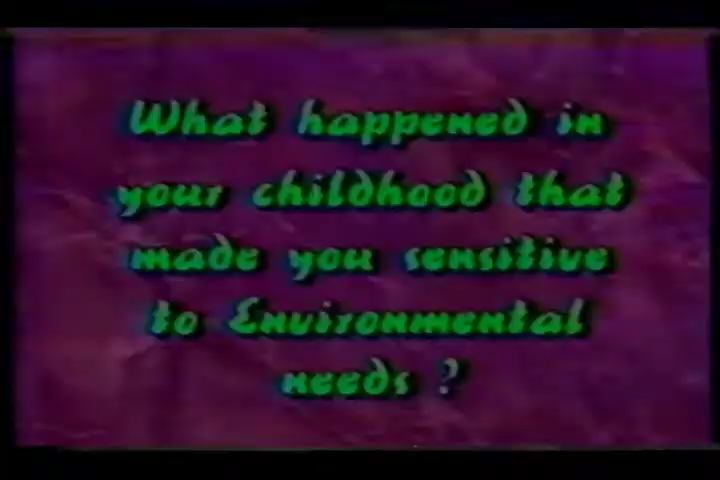 What happened in
your childhood that
made you sensitive
to Environmental
needs ?